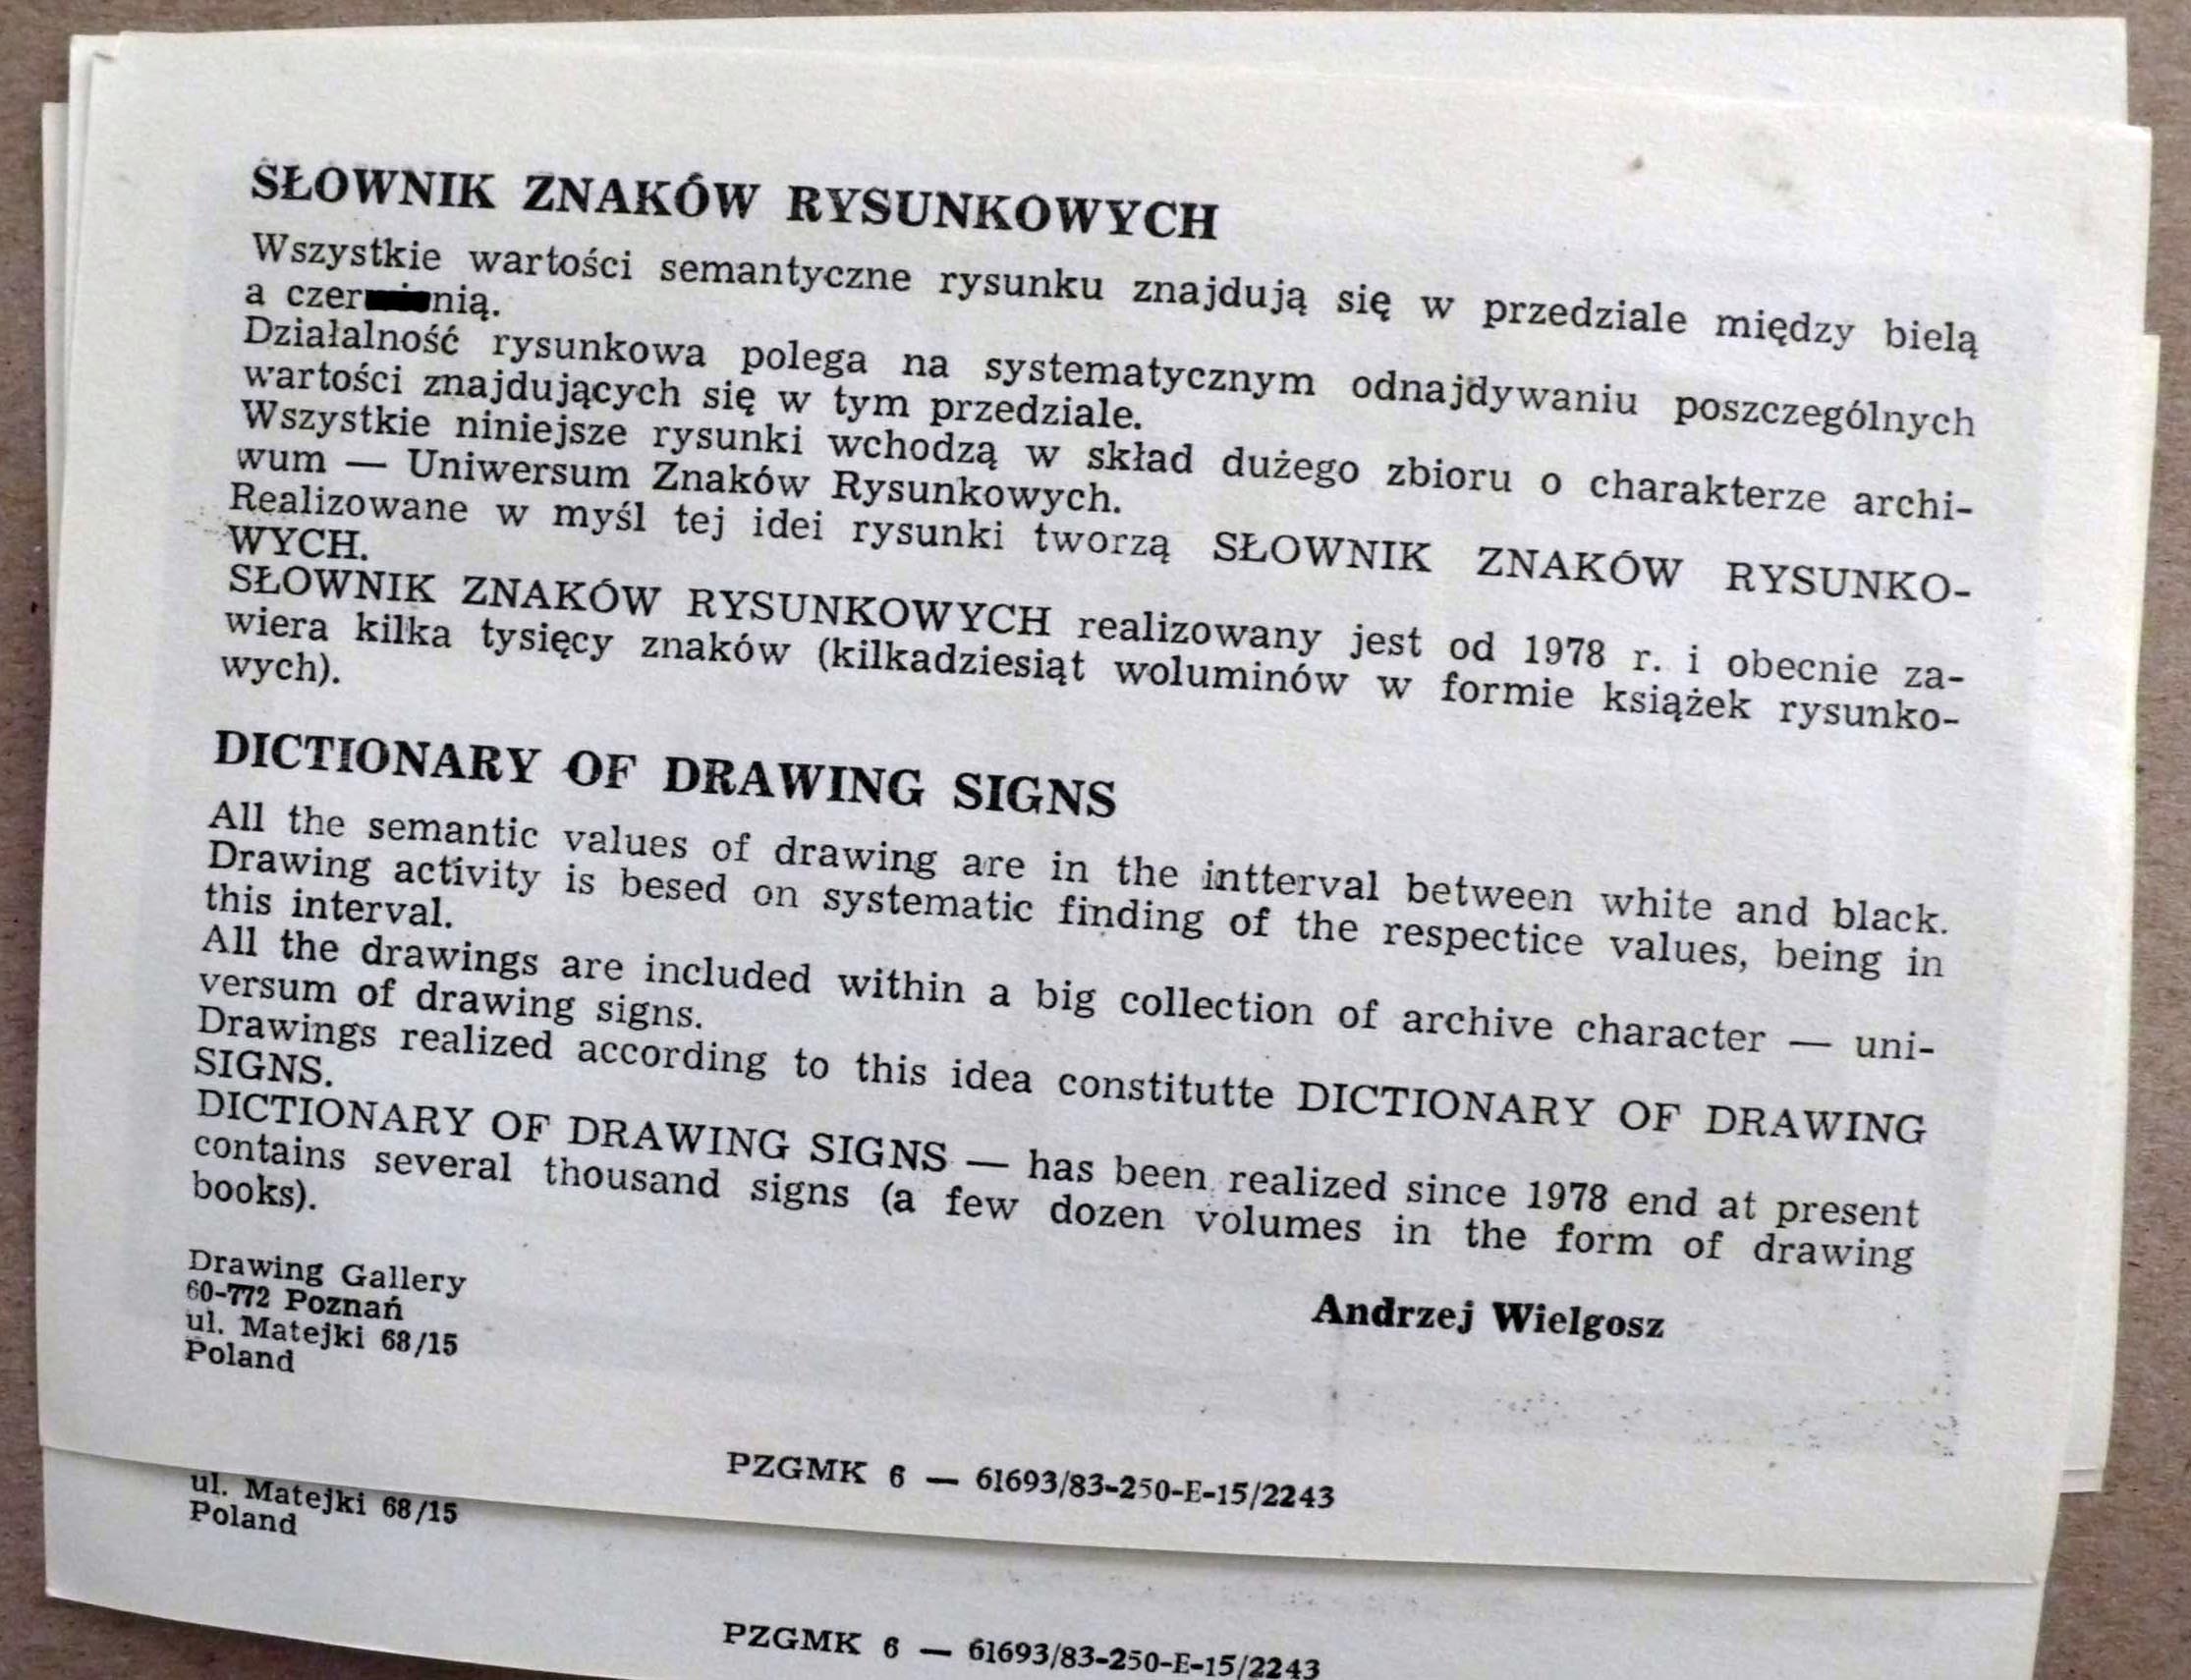 SŁOWNIK ZNAKÓW RYSUNKOWYCH
Wszystkie wartości semantyczne rysunku znajdują się w przedziale między bielą
a czernią.
Działalność rysunkowa polega na systematycznym odnajdywaniu poszczególnych
wartości znajdujących się w tym przedziale.
Wszystkie niniejsze rysunki wchodzą w skład dużego zbioru o charakterze archi-
wum — Uniwersum Znaków Rysunkowych.
Realizowane w myśl tej idei rysunki tworzą SŁOWNIK ZNAKÓW RYSUNKO-
WYCH.
SŁOWNIK ZNAKÓW RYSUNKOWYCH realizowany jest od 1978 r. i obecnie za-
wiera kilka tysięcy znaków (kilkadziesiąt woluminów w formie książek rysunko-
wych).
DICTIONARY OF DRAWING SIGNS
All the semantic values of drawing are in the intterval between white and black.
Drawing activity is besed on systematic finding of the respectice values, being in
this interval.
All the drawings are included within a big collection of archive character — uni-
versum of drawing signs.
Drawings realized according to this idea constitutte DICTIONARY OF DRAWING
SIGNS.
DICTIONARY OF DRAWING SIGNS — has been realized since 1978 end at present
contains several thousand signs (a few dozen volumes in the form of drawing
books).
Andrzej Wielgosz
Drawing Gallery
60-772 Poznań
ul. Matejki 68/15
Poland
PZGMK 6 — 61693/83-250-E-15/2243
ul. Matejki 68/15
Poland
PZGMK 6 — 61693/83-250-E-15/2243